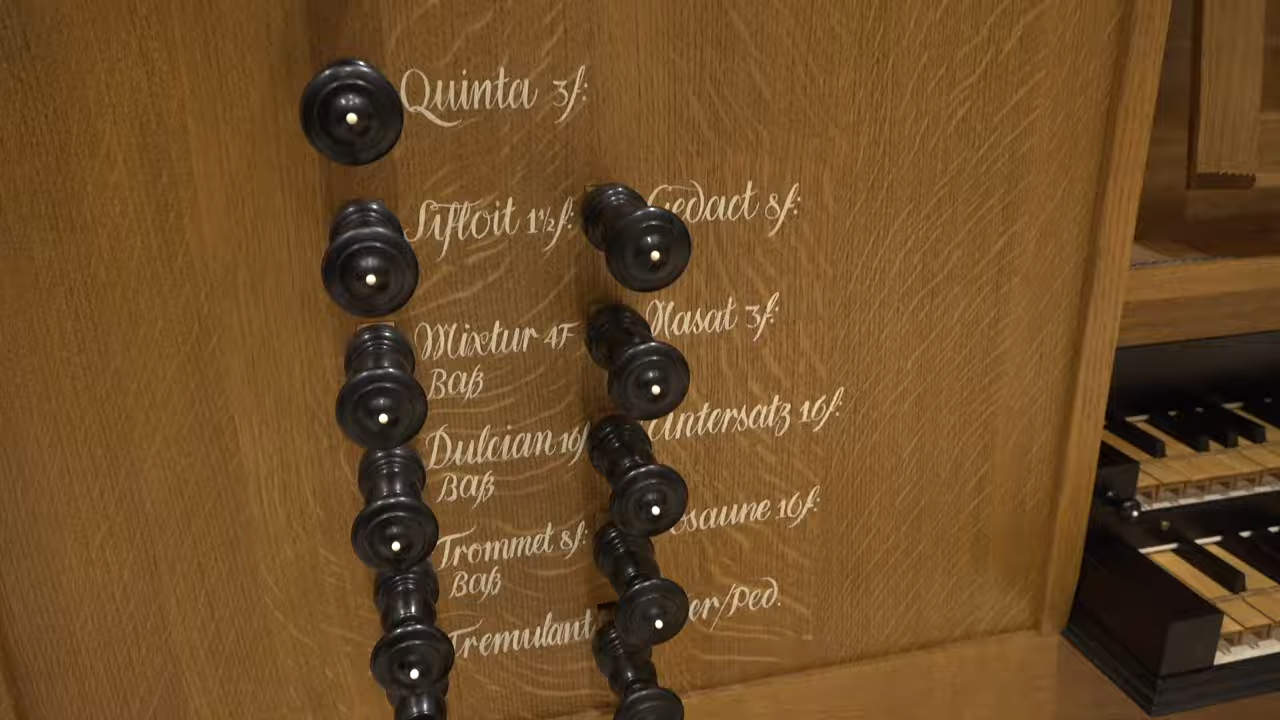 Quinta 3f:
Sifloit 1½f:
Mixtur 4F
Baß
Dulcian 16f
Baß
Trommet 8f:
Baß
Tremulant
Gedact 8f:
Nasat 3f:
Untersatz 16f:
osaune 16f:
er/Ped.